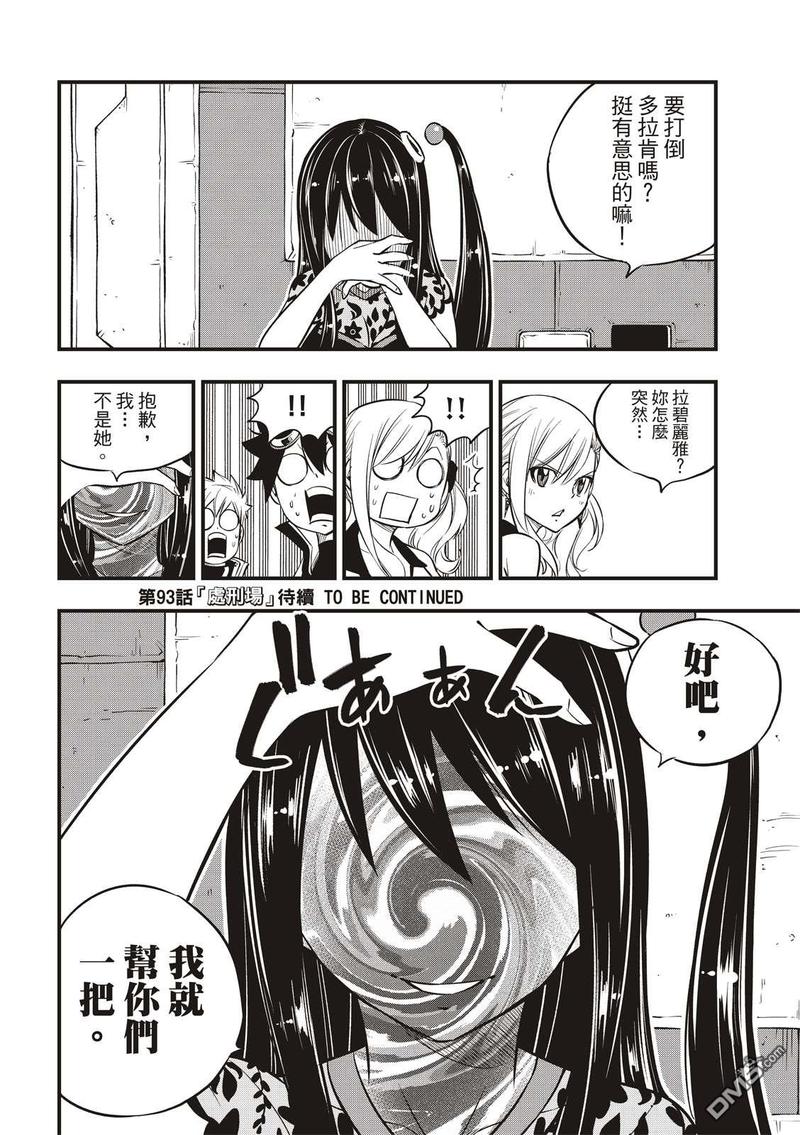 要打倒
多拉肯嗎？
挺有意思的嘛！
拉碧麗雅？
妳怎麼
突然…
!!
!!
抱歉，
我…
不是她。
第93話「處刑場」待續 TO BE CONTINUED
好吧，
ぐぁぁん
我就
幫你們
一把。
DM5.com